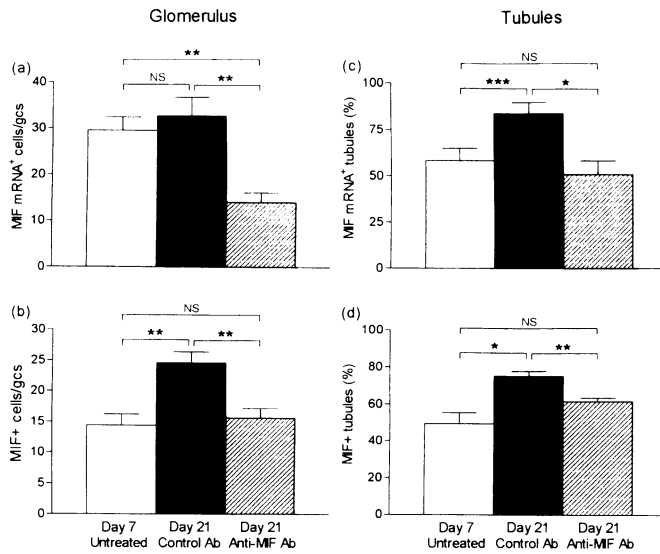 Glomerulus
Tubules
(a)
**
NS
**
MIF mRNA+ cells/gcs
40
30
20
10
0
(c)
NS
***
*
MIF mRNA+ tubules (%)
100
75
50
25
0
(b)
NS
**
**
MIF+ cells/gcs
30
25
20
15
10
5
0
(d)
NS
*
**
MIF+ tubules (%)
100
80
60
40
20
0
Day 7 Day 21 Day 21
Untreated Control Ab Anti-MIF Ab
Day 7 Day 21 Day 21
Untreated Control Ab Anti-MIF Ab